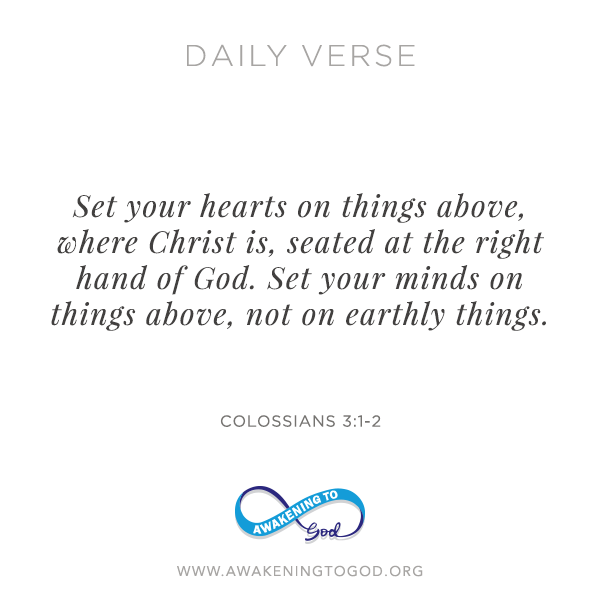 DAILY VERSE
Set your hearts on things above,
where Christ is, seated at the right
hand of God. Set your minds on
things above, not on earthly things.
COLOSSIANS 3:1-2
AWAKENING TO
God
WWW.AWAKENINGTOGOD.ORG